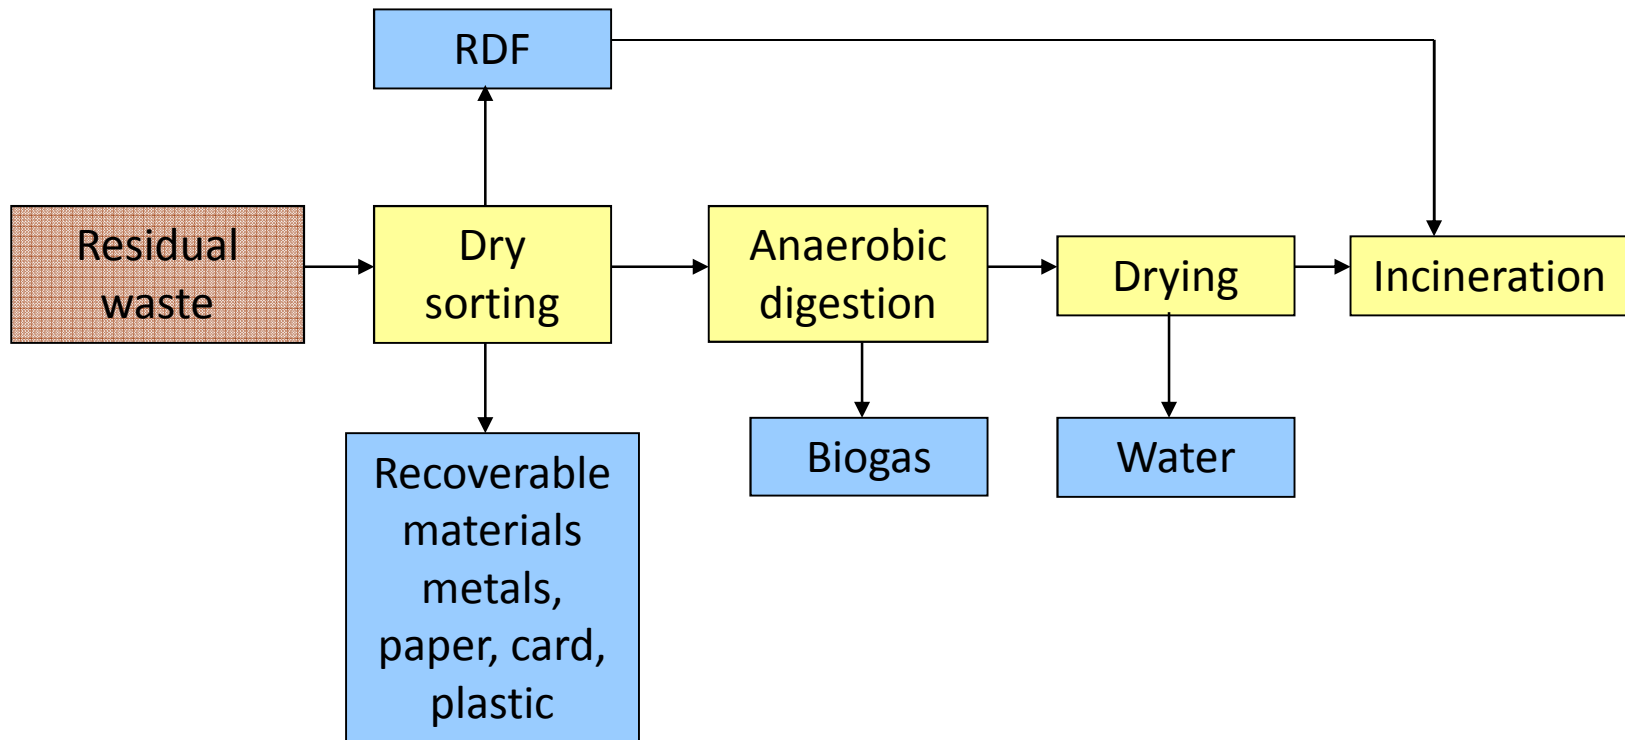 RDF
Residual
waste
Dry
sorting
Anaerobic
digestion
Drying
Incineration
Recoverable
materials
metals,
paper, card,
plastic
Biogas
Water